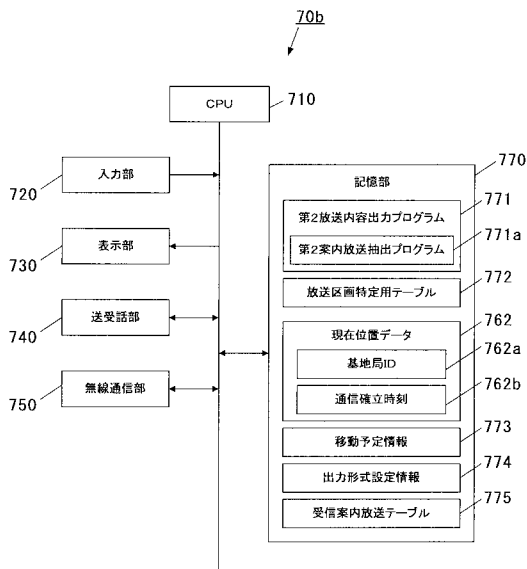 70b
CPU
710
入力部
720
表示部
730
送受話部
740
無線通信部
750
770
記憶部
第2放送内容出力プログラム
771
第2案内放送抽出プログラム
771a
放送区画特定用テーブル
772
現在位置データ
762
基地局ID
762a
通信確立時刻
762b
移動予定情報
773
出力形式設定情報
774
受信案内放送テーブル
775